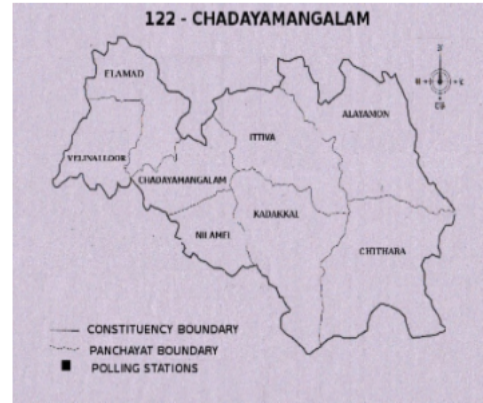 122 - CHADAYAMANGALAM
ELAMAD
ALAYAMON
ITTIVA
VELINALLOOR
CHADAYAMANGALAM
KADAKKAL
NILAMEL
CHITHARA
CONSTITUENCY BOUNDARY
PANCHAYAT BOUNDARY
POLLING STATIONS